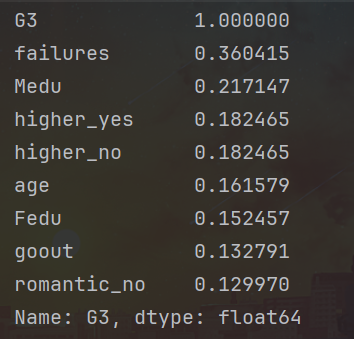 G3 1.000000
failures 0.360415
Medu 0.217147
higher_yes 0.182465
higher_no 0.182465
age 0.161579
Fedu 0.152457
goout 0.132791
romantic_no 0.129970
Name: G3, dtype: float64